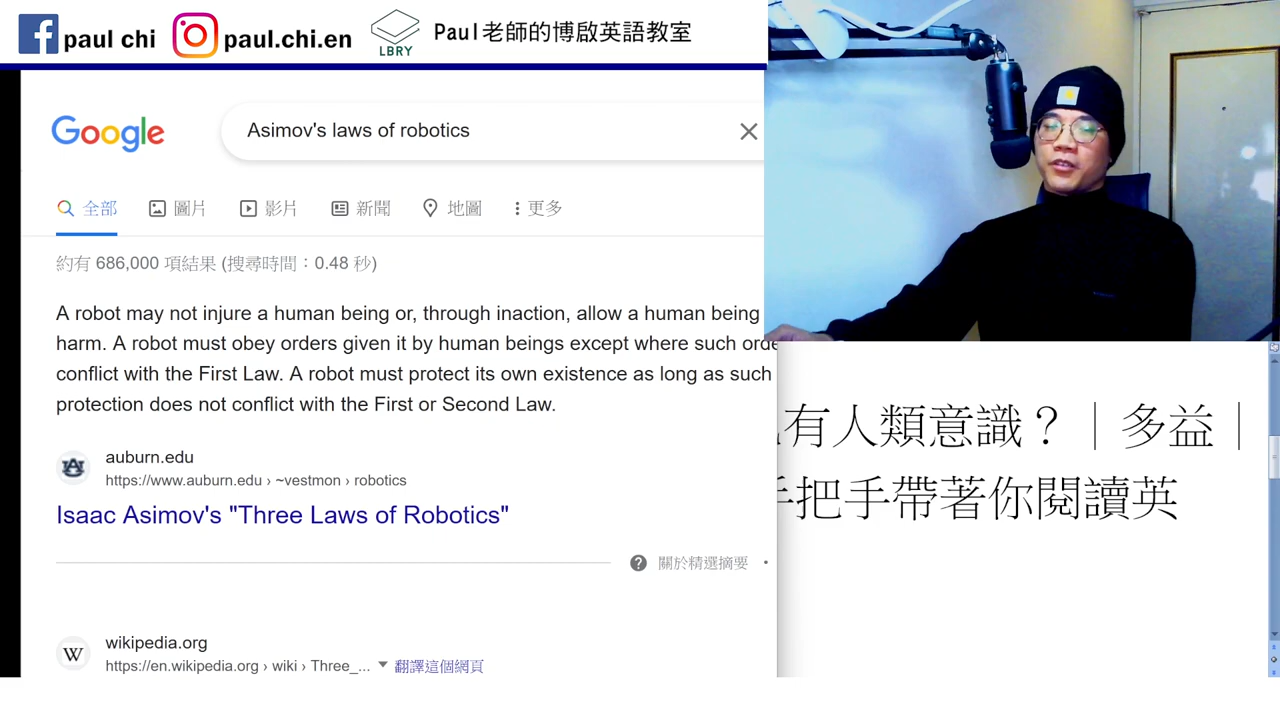 paul chi
paul.chi.en
LBRY
Paul老師的博啟英語教室
Google
Asimov's laws of robotics
全部
圖片
影片
新聞
地圖
更多
約有 686,000 項結果 (搜尋時間：0.48 秒)
A robot may not injure a human being or, through inaction, allow a human being
harm. A robot must obey orders given it by human beings except where such orde
conflict with the First Law. A robot must protect its own existence as long as such
protection does not conflict with the First or Second Law.
auburn.edu
https://www.auburn.edu › ~vestmon › robotics
Isaac Asimov's "Three Laws of Robotics"
關於精選摘要
wikipedia.org
https://en.wikipedia.org › wiki › Three_... 翻譯這個網頁
有人類意識？｜多益｜
手把手帶著你閱讀英